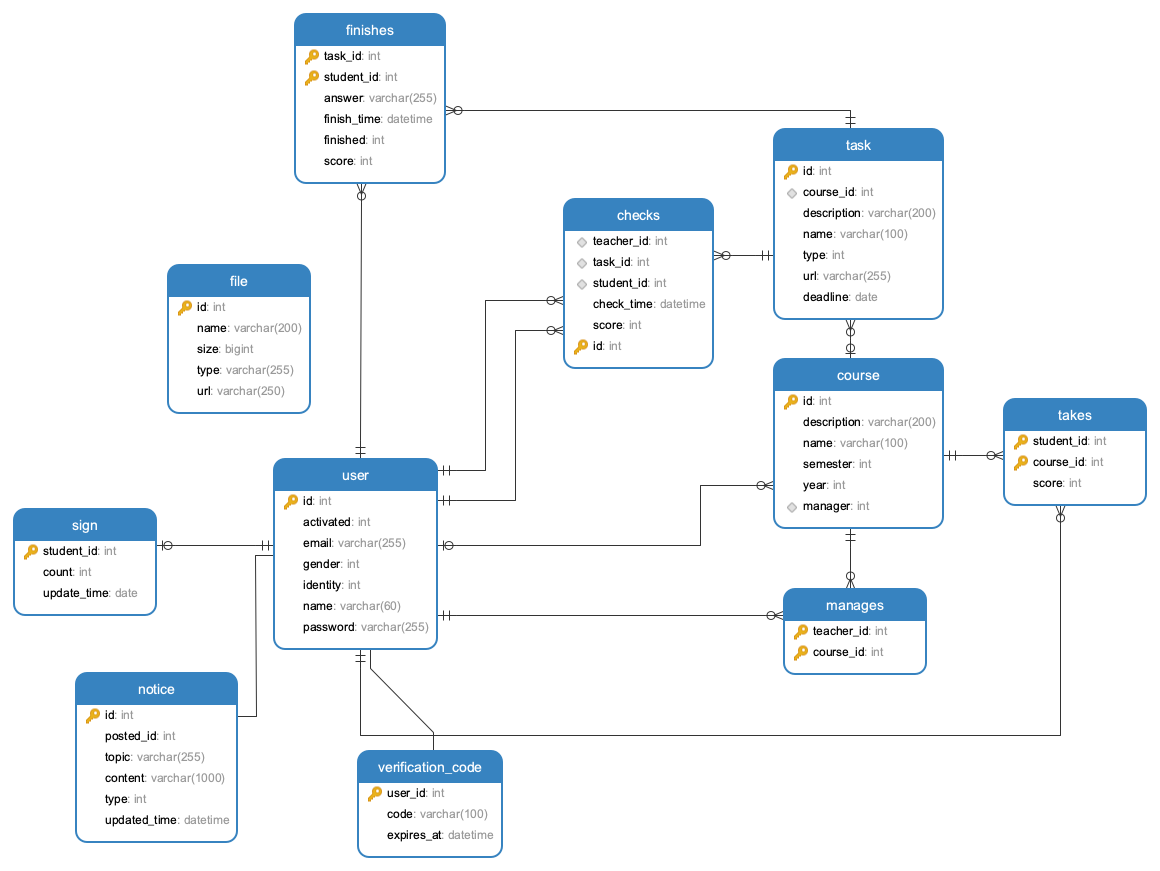 finishes
task_id: int
student_id: int
answer: varchar(255)
finish_time: datetime
finished: int
score: int
task
id: int
course_id: int
description: varchar(200)
name: varchar(100)
type: int
url: varchar(255)
deadline: date
checks
teacher_id: int
task_id: int
student_id: int
check_time: datetime
score: int
id: int
file
id: int
name: varchar(200)
size: bigint
type: varchar(255)
url: varchar(250)
course
id: int
description: varchar(200)
name: varchar(100)
semester: int
year: int
manager: int
takes
student_id: int
course_id: int
score: int
user
id: int
activated: int
email: varchar(255)
gender: int
identity: int
name: varchar(60)
password: varchar(255)
sign
student_id: int
count: int
update_time: date
manages
teacher_id: int
course_id: int
notice
id: int
posted_id: int
topic: varchar(255)
content: varchar(1000)
type: int
updated_time: datetime
verification_code
user_id: int
code: varchar(100)
expires_at: datetime